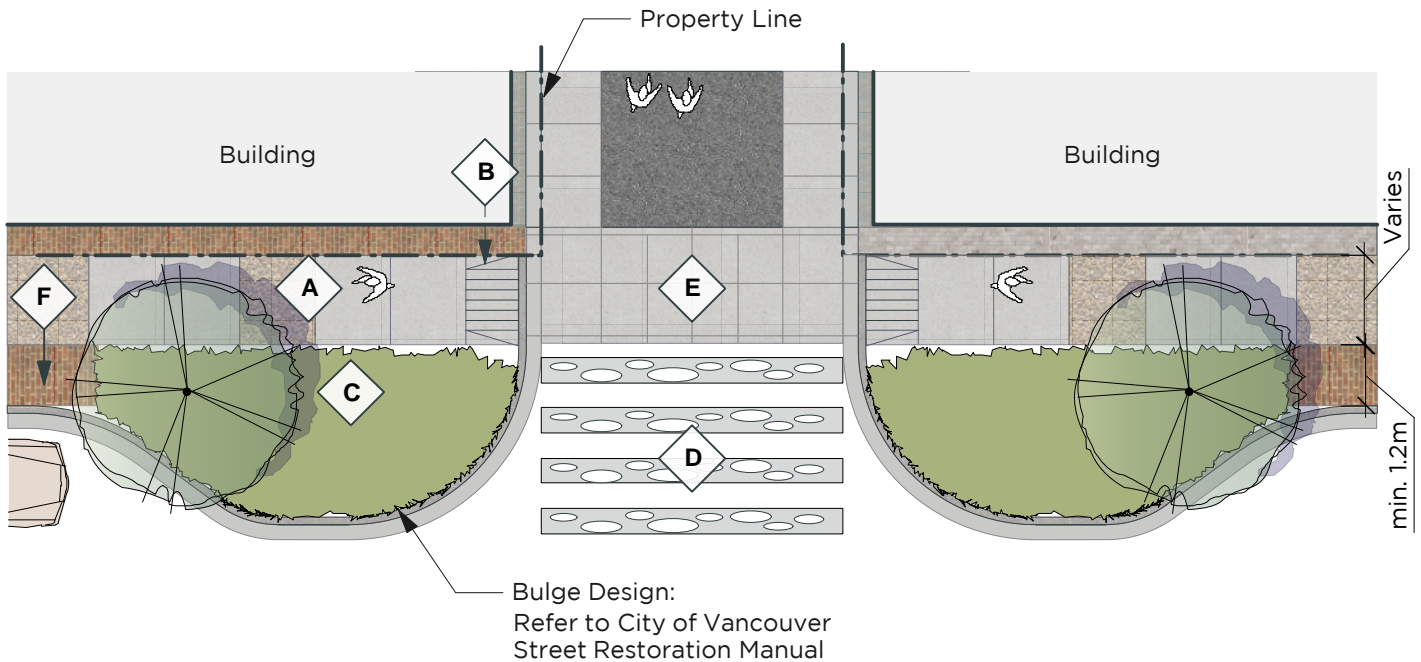 Property Line
Building
Building
B
Varies
A
E
F
C
D
min. 1.2m
Bulge Design:
Refer to City of Vancouver
Street Restoration Manual